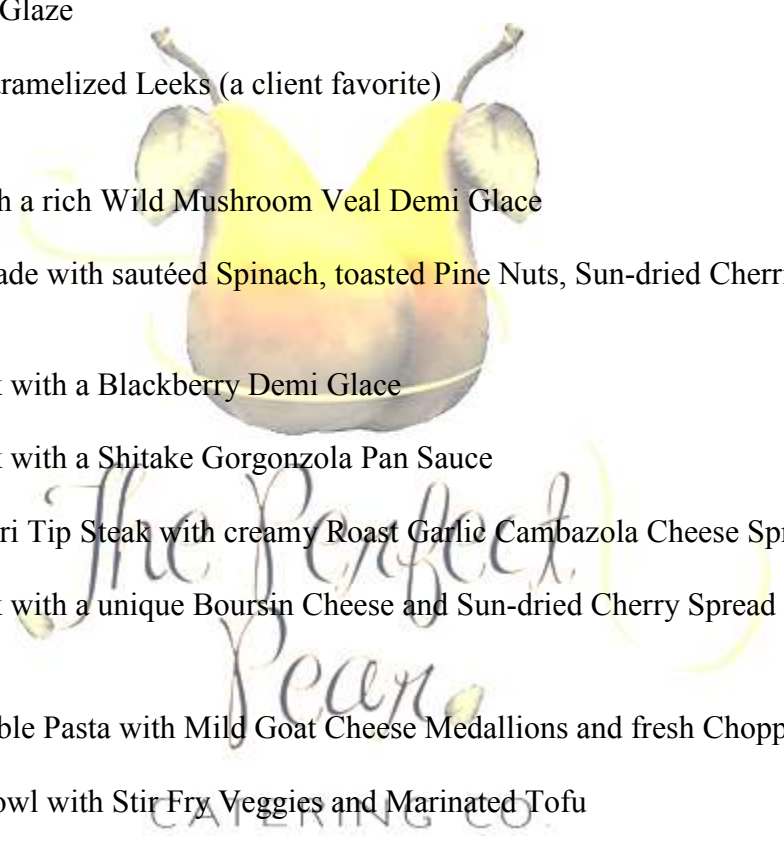 Glaze
ramelized Leeks (a client favorite)
h a rich Wild Mushroom Veal Demi Glace
ade with sautéed Spinach, toasted Pine Nuts, Sun-dried Cherri
with a Blackberry Demi Glace
with a Shitake Gorgonzola Pan Sauce
ri Tip Steak with creamy Roast Garlic Cambazola Cheese Spr
with a unique Boursin Cheese and Sun-dried Cherry Spread
The Perfect
Pear
ble Pasta with Mild Goat Cheese Medallions and fresh Chopp
owl with Stir Fry Veggies and Marinated Tofu
CATERING CO.